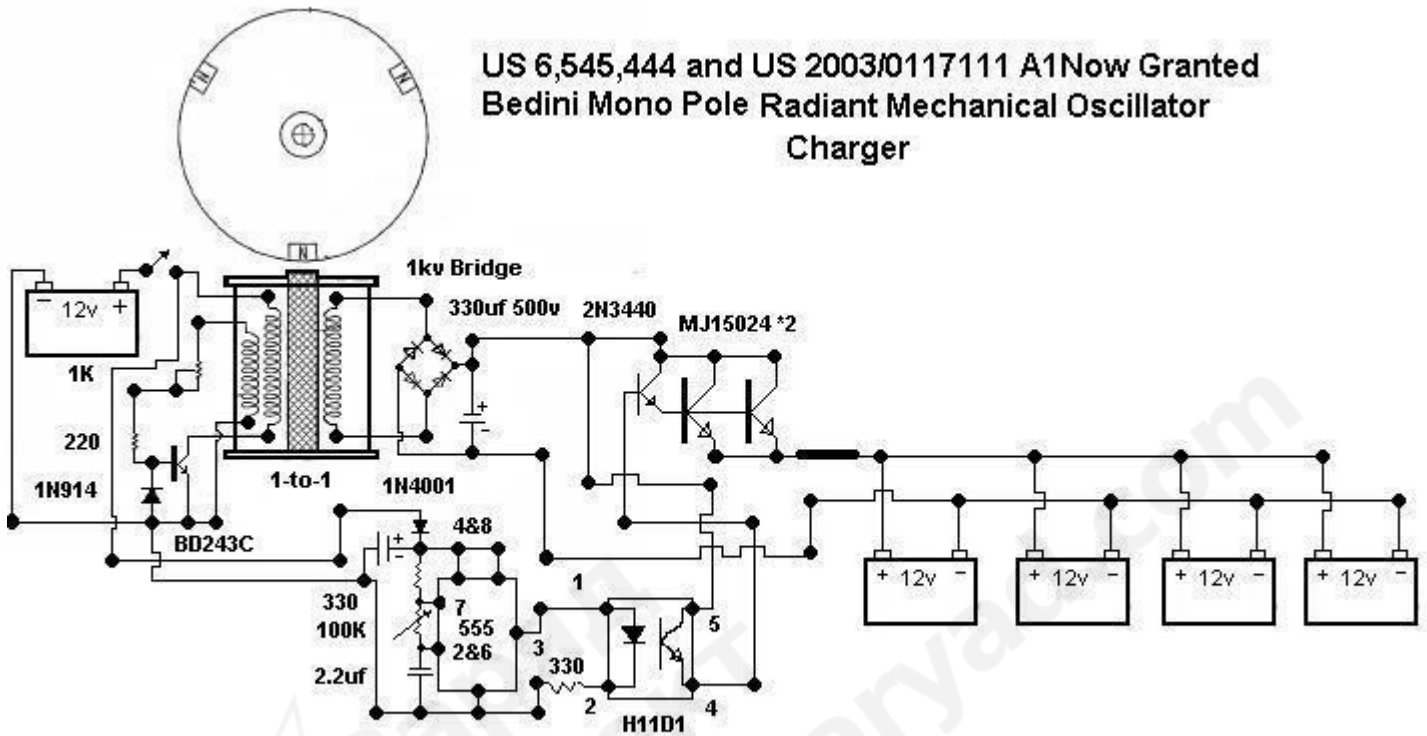 US 6,545,444 and US 2003/0117111 A1Now Granted
Bedini Mono Pole Radiant Mechanical Oscillator
Charger
N
N
N
1kv Bridge
330uf 500v
2N3440
MJ15024 *2
- 12v +
1K
220
1N914
BD243C
1-to-1
1N4001
4&8
+
-
+
-
330
100K
2.2uf
7
555
2&6
3
1
330
2
5
4
H11D1
+ 12v -
+ 12v -
+ 12v -
+ 12v -